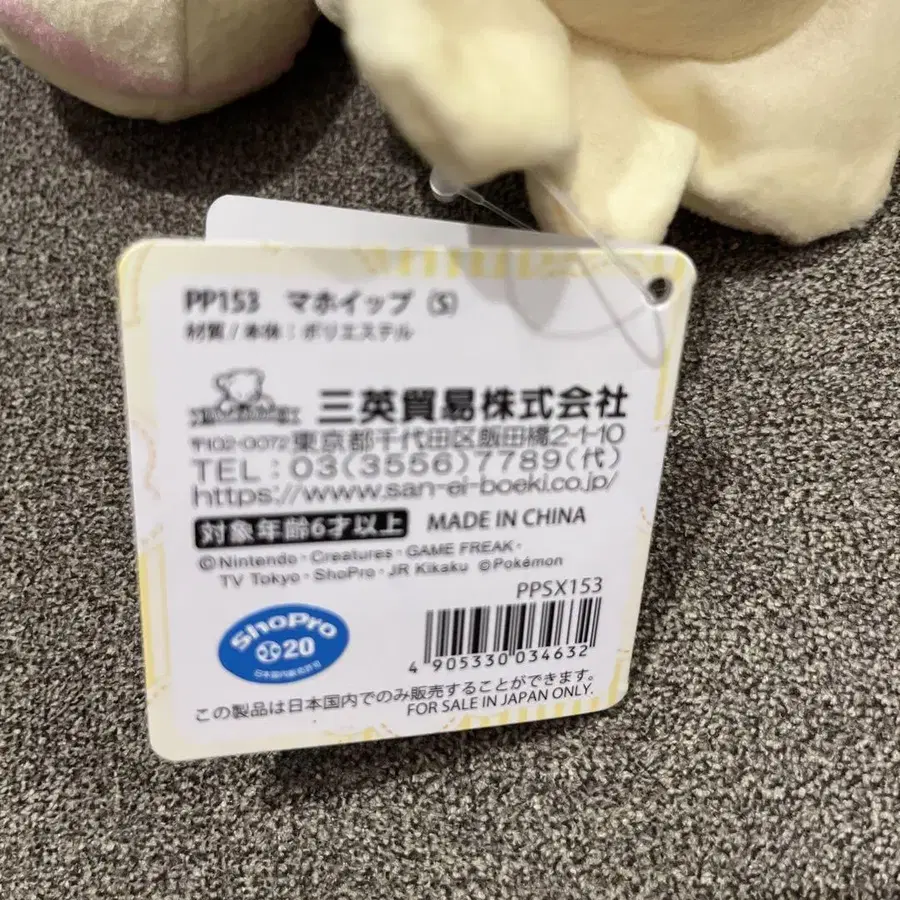 PP153 マホイップ (S)
材質/本体:ポリエステル
三英貿易株式会社
〒102-0072東京都千代田区飯田橋2-1-10
TEL:03(3556)7789(代)
https://www.san-ei-boeki.co.jp/
対象年齢6才以上 MADE IN CHINA
©Nintendo・Creatures・GAME FREAK・
TV Tokyo・ShoPro・JR Kikaku ©Pokémon
PPSX153
ShoPro
20
4 905330 034632
この製品は日本国内でのみ販売することができます。
FOR SALE IN JAPAN ONLY.